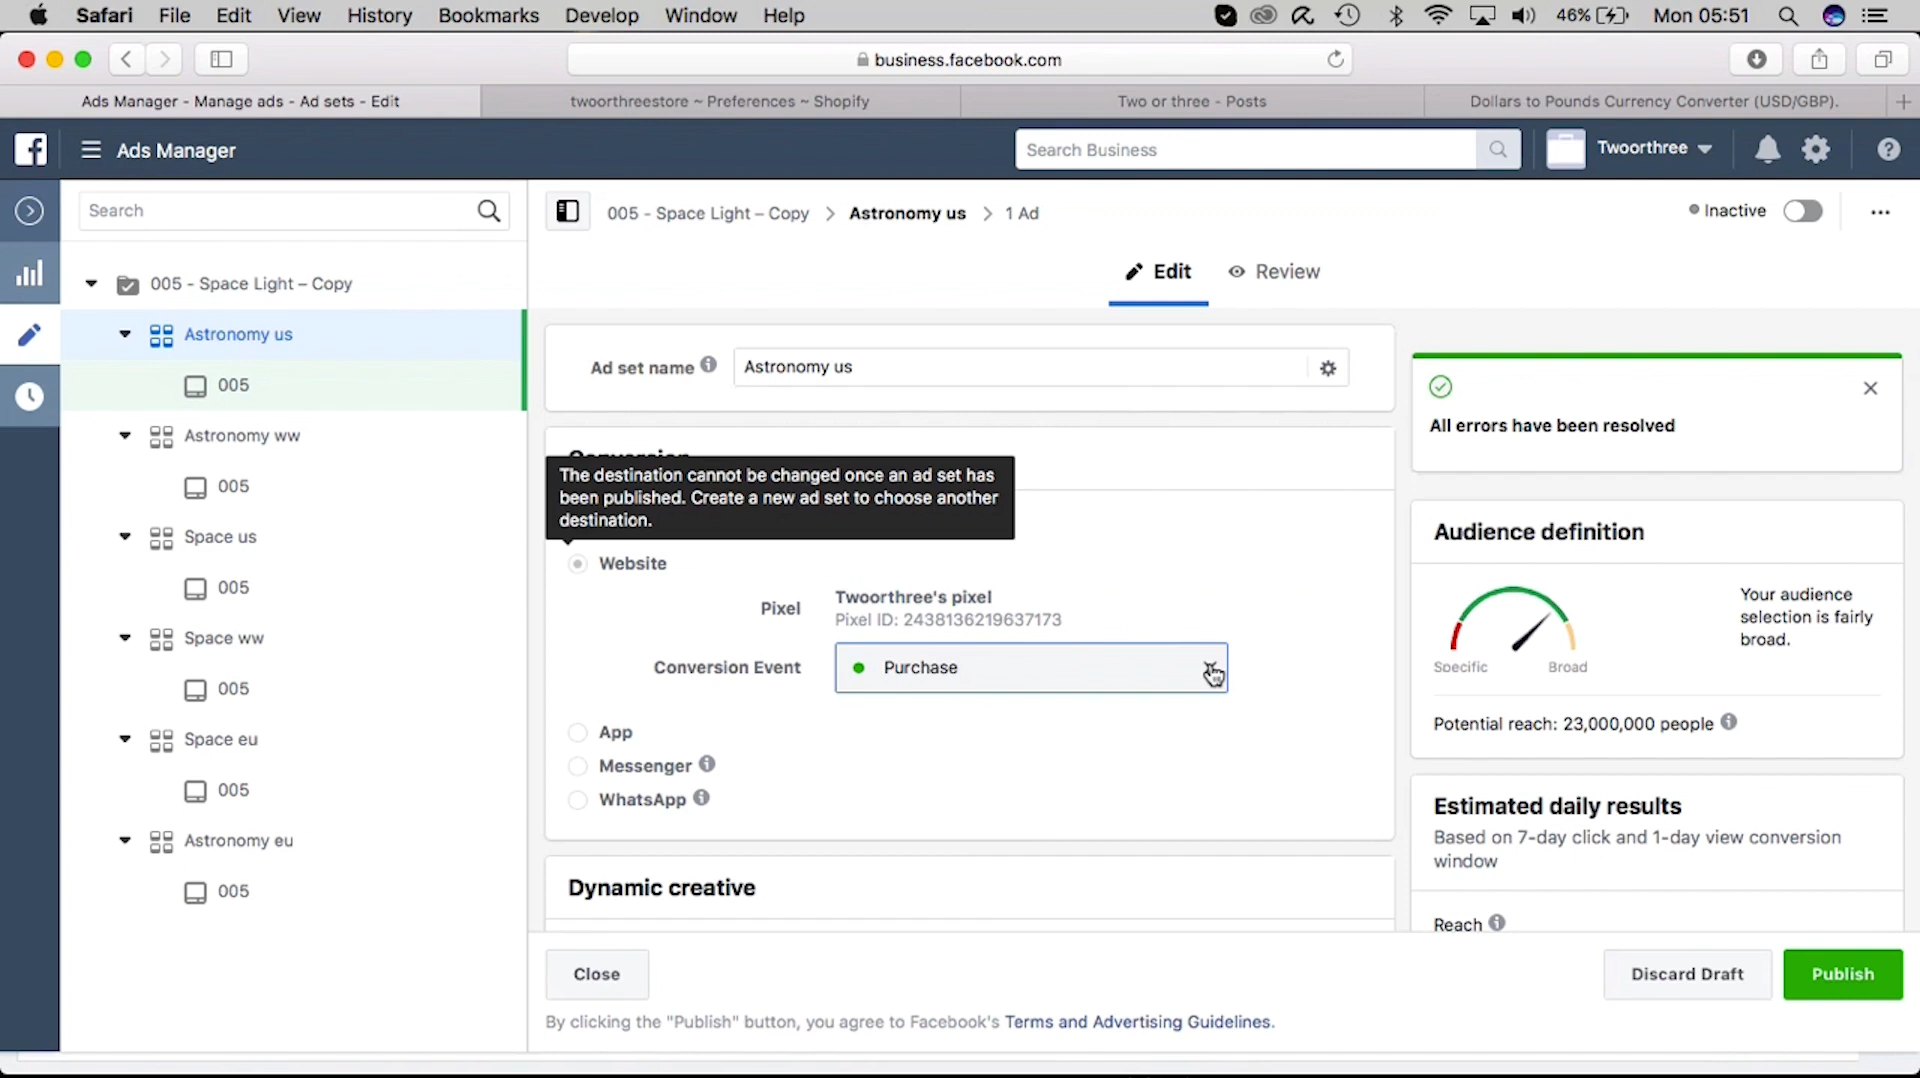 Safari File Edit View History Bookmarks Develop Window Help 46% Mon 05:51
business.facebook.com
Ads Manager - Manage ads - Ad sets - Edit
twoorthreestore ~ Preferences ~ Shopify
Two or three - Posts
Dollars to Pounds Currency Converter (USD/GBP).
Ads Manager
Search Business
Twoorthree
Search
005 - Space Light – Copy
Astronomy us
005
Astronomy ww
005
Space us
005
Space ww
005
Space eu
005
Astronomy eu
005
005 - Space Light – Copy > Astronomy us > 1 Ad
Inactive
Edit
Review
Ad set name
Astronomy us
Conversion
The destination cannot be changed once an ad set has
been published. Create a new ad set to choose another
destination.
Website
Pixel
Twoorthree's pixel
Pixel ID: 2438136219637173
Conversion Event
Purchase
App
Messenger
WhatsApp
Dynamic creative
All errors have been resolved
Audience definition
Your audience
selection is fairly
broad.
Specific
Broad
Potential reach: 23,000,000 people
Estimated daily results
Based on 7-day click and 1-day view conversion
window
Reach
Close
Discard Draft
Publish
By clicking the "Publish" button, you agree to Facebook's Terms and Advertising Guidelines.